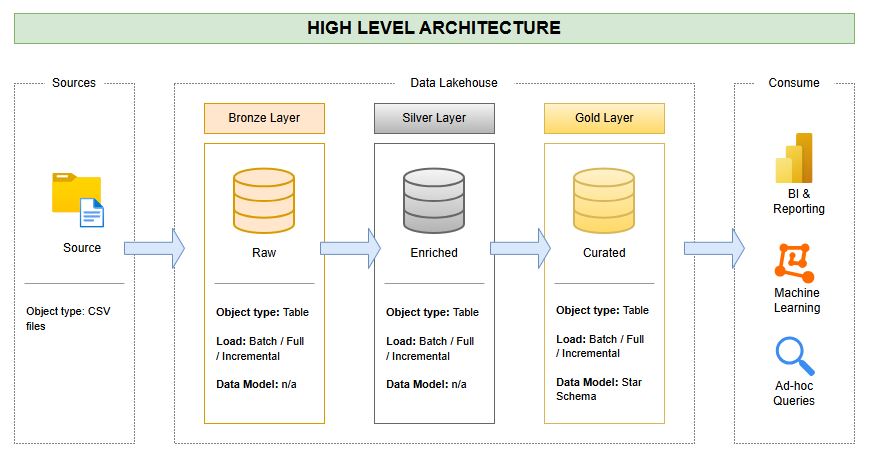 HIGH LEVEL ARCHITECTURE
Sources
Source
Object type: CSV
files
Data Lakehouse
Bronze Layer
Raw
Object type: Table
Load: Batch / Full
/ Incremental
Data Model: n/a
Silver Layer
Enriched
Object type: Table
Load: Batch / Full
/ Incremental
Data Model: n/a
Gold Layer
Curated
Object type: Table
Load: Batch / Full
/ Incremental
Data Model: Star
Schema
Consume
BI &
Reporting
Machine
Learning
Ad-hoc
Queries